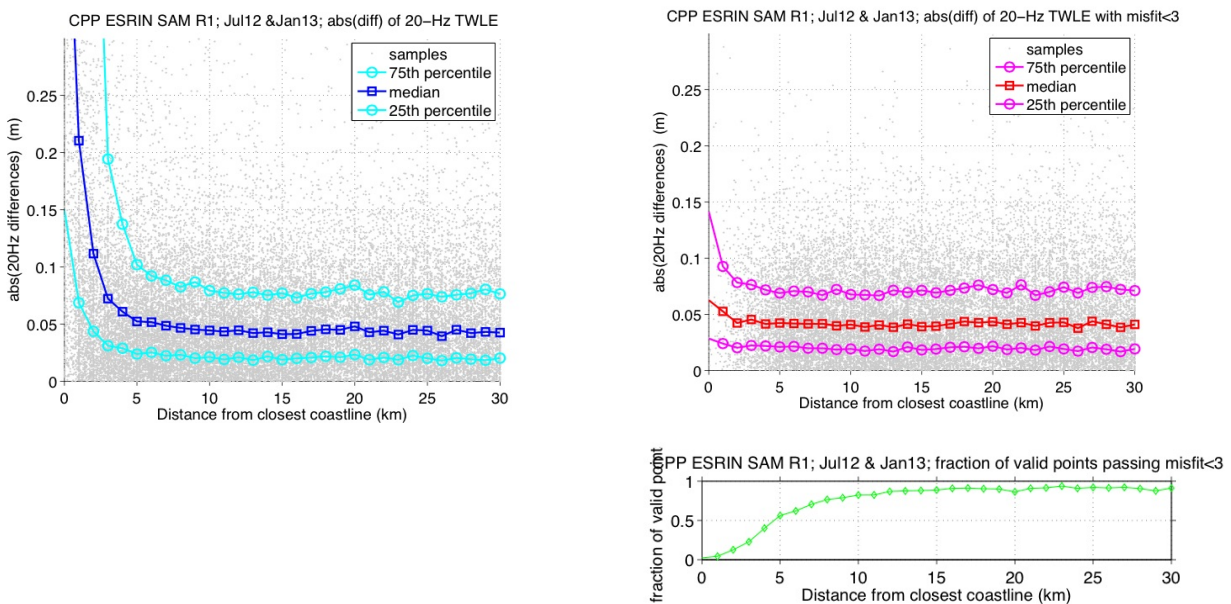 CPP ESRIN SAM R1; Jul12 &Jan13; abs(diff) of 20−Hz TWLE
samples
75th percentile
median
25th percentile
abs(20Hz differences) (m)
0.25
0.2
0.15
0.1
0.05
0
0 5 10 15 20 25 30
Distance from closest coastline (km)
CPP ESRIN SAM R1; Jul12 & Jan13; abs(diff) of 20−Hz TWLE with misfit<3
samples
75th percentile
median
25th percentile
abs(20Hz differences) (m)
0.25
0.2
0.15
0.1
0.05
0
0 5 10 15 20 25 30
Distance from closest coastline (km)
CPP ESRIN SAM R1; Jul12 & Jan13; fraction of valid points passing misfit<3
fraction of valid point
1
0.5
0
0 5 10 15 20 25 30
Distance from closest coastline (km)